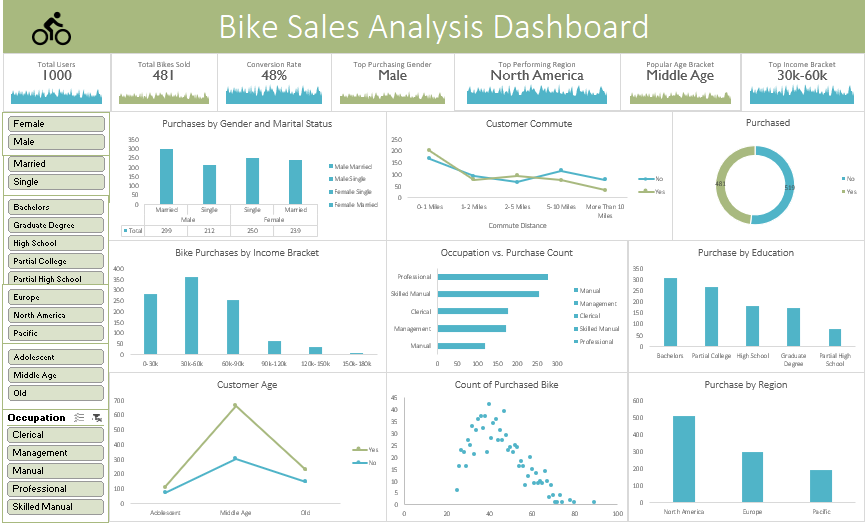 Bike Sales Analysis Dashboard
Total Users
1000
Total Bikes Sold
481
Conversion Rate
48%
Top Purchasing Gender
Male
Top Performing Region
North America
Popular Age Bracket
Middle Age
Top Income Bracket
30k-60k
Female
Male
Married
Single
Bachelors
Graduate Degree
High School
Partial College
Partial High School
Europe
North America
Pacific
Adolescent
Middle Age
Old
Occupation
Clerical
Management
Manual
Professional
Skilled Manual
Purchases by Gender and Marital Status
350
300
250
200
150
100
50
0
Married Single Single Married
Male Female
Total 299 212 250 239
Male Married
Male Single
Female Single
Female Married
Customer Commute
250
200
150
100
50
0
0-1 Miles 1-2 Miles 2-5 Miles 5-10 Miles More Than 10
Miles
Commute Distance
No
Yes
Purchased
481
519
No
Yes
Bike Purchases by Income Bracket
400
350
300
250
200
150
100
50
0
0-30k 30k-60k 60k-90k 90k-120k 120k-150k 150k-180k
Occupation vs. Purchase Count
Professional
Skilled Manual
Clerical
Management
Manual
0 50 100 150 200 250 300
Manual
Management
Clerical
Skilled Manual
Professional
Purchase by Education
350
300
250
200
150
100
50
0
Bachelors Partial College High School Graduate
Degree Partial High
School
Customer Age
700
600
500
400
300
200
100
0
Adolescent Middle Age Old
Yes
No
Count of Purchased Bike
45
40
35
30
25
20
15
10
5
0
0 20 40 60 80 100
Purchase by Region
600
500
400
300
200
100
0
North America Europe Pacific